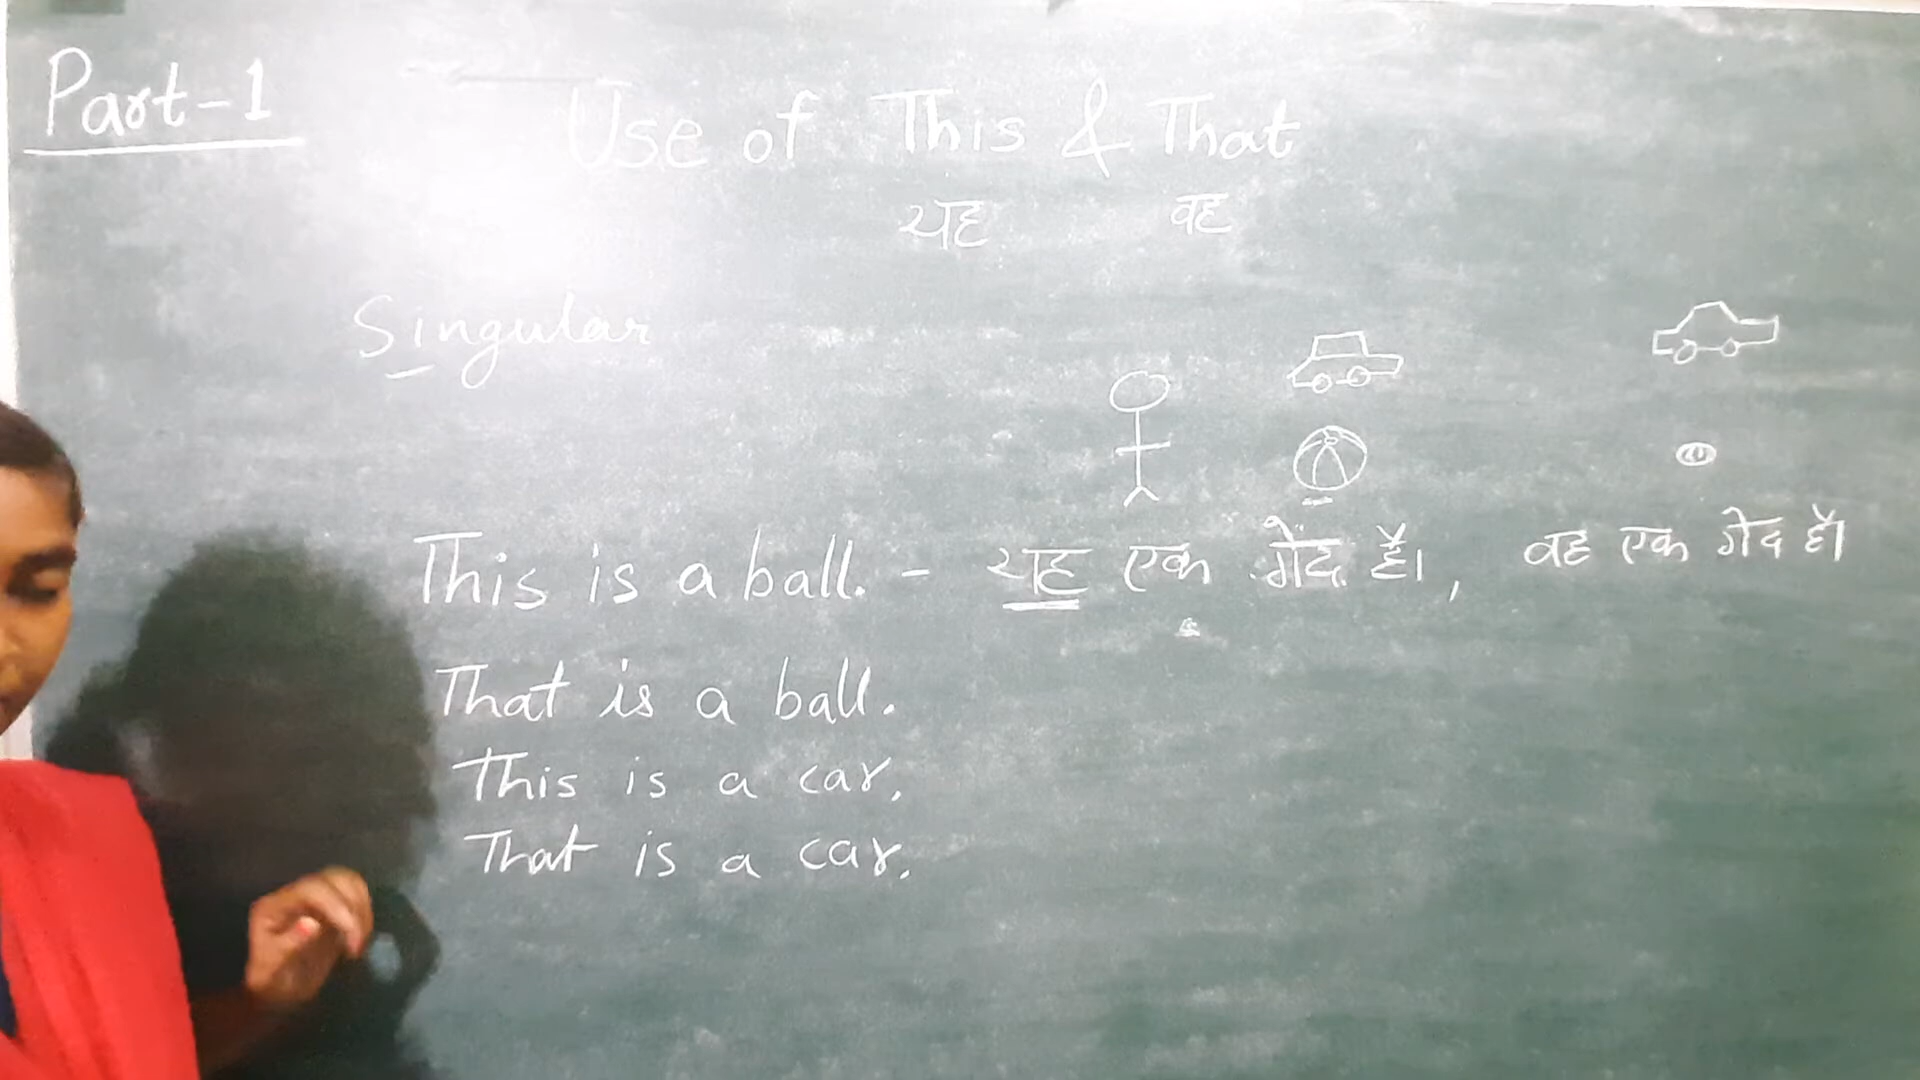 Part-1
Use of This & That
यह वह
Singular
This is a ball. - यह एक गेंद है।, वह एक गेंद है।
That is a ball.
This is a car.
That is a car.